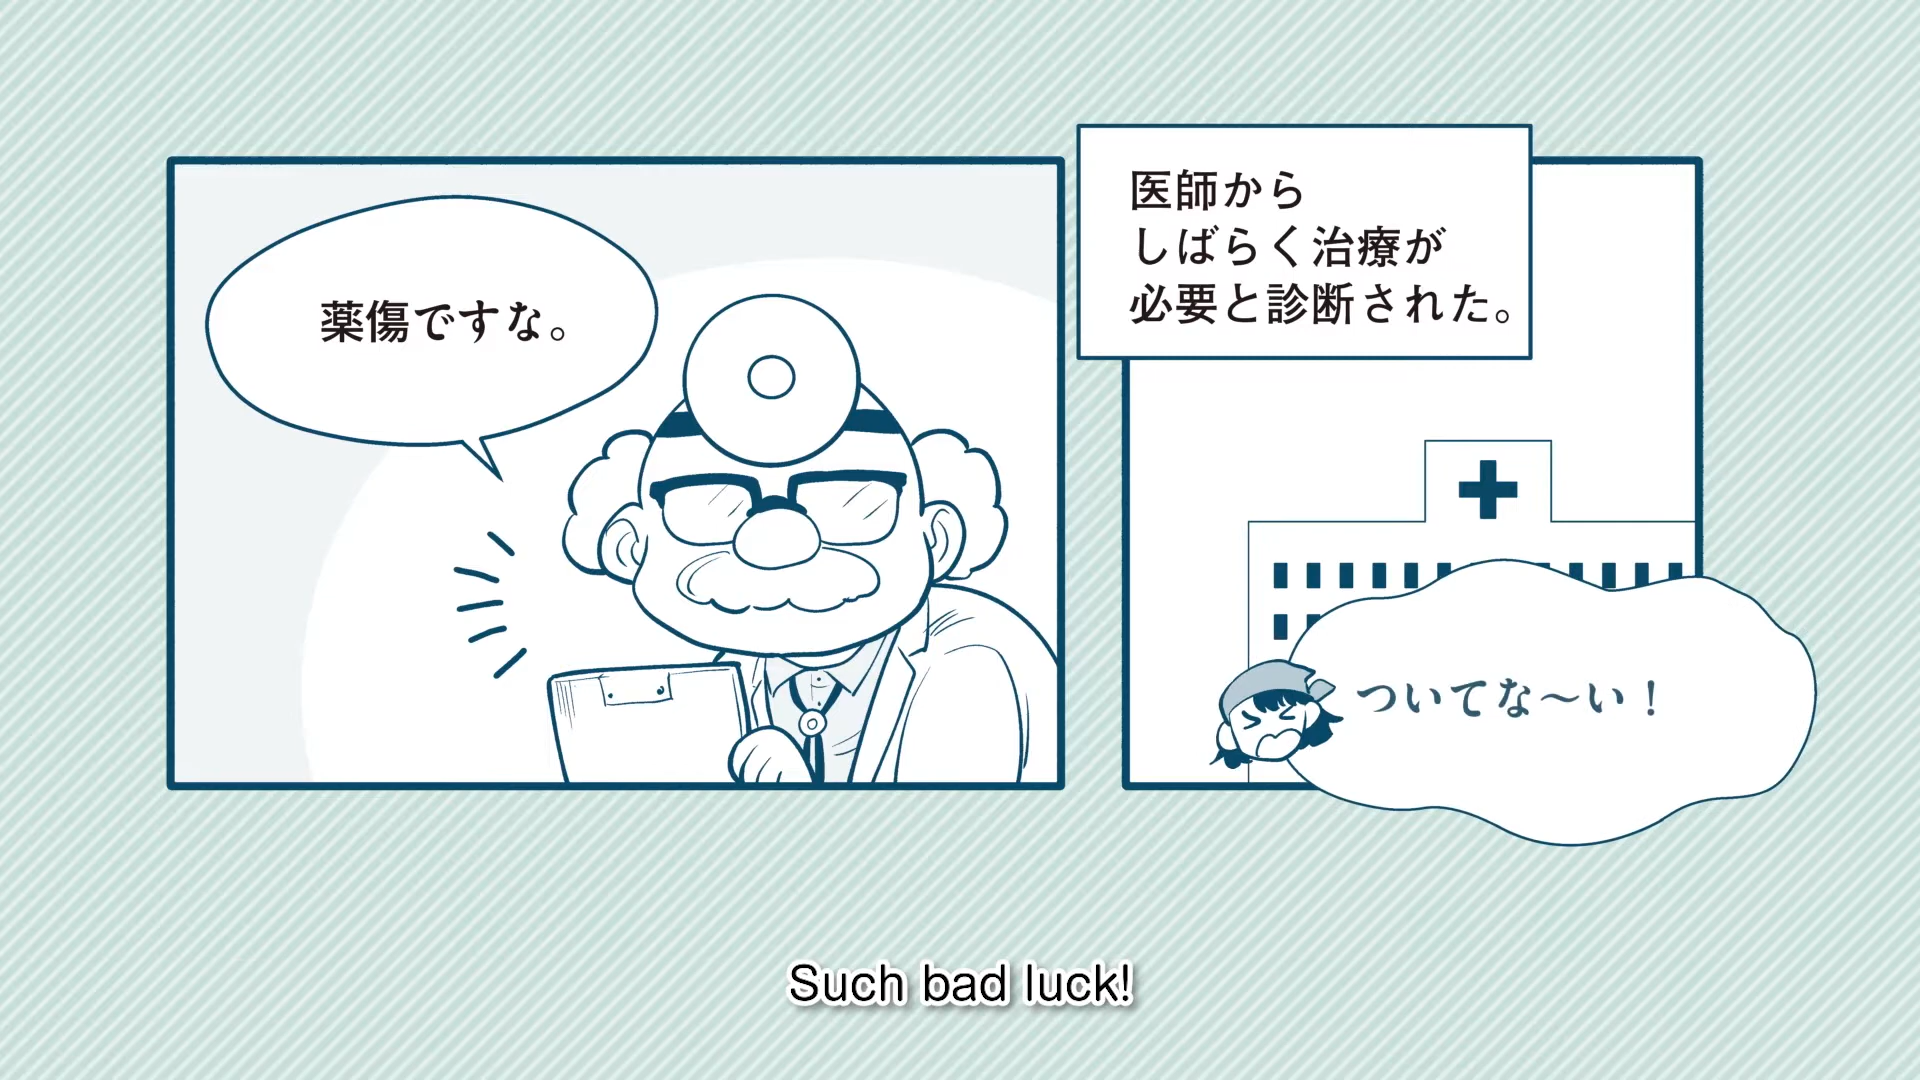 薬傷ですな。
医師から
しばらく治療が
必要と診断された。
ついてな〜い！
Such bad luck!